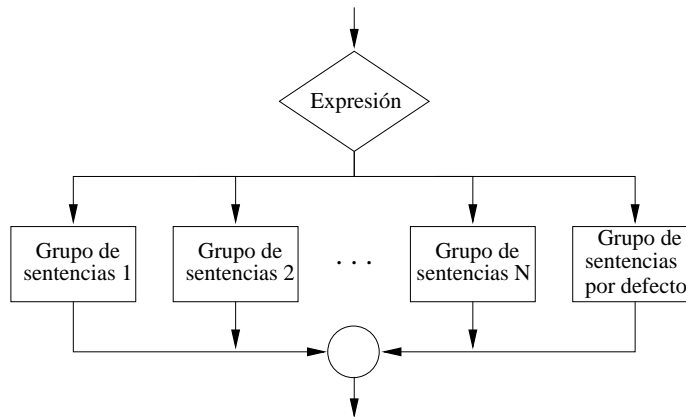 Expresión
Grupo de
sentencias 1
Grupo de
sentencias 2
. . .
Grupo de
sentencias N
Grupo de
sentencias
por defecto